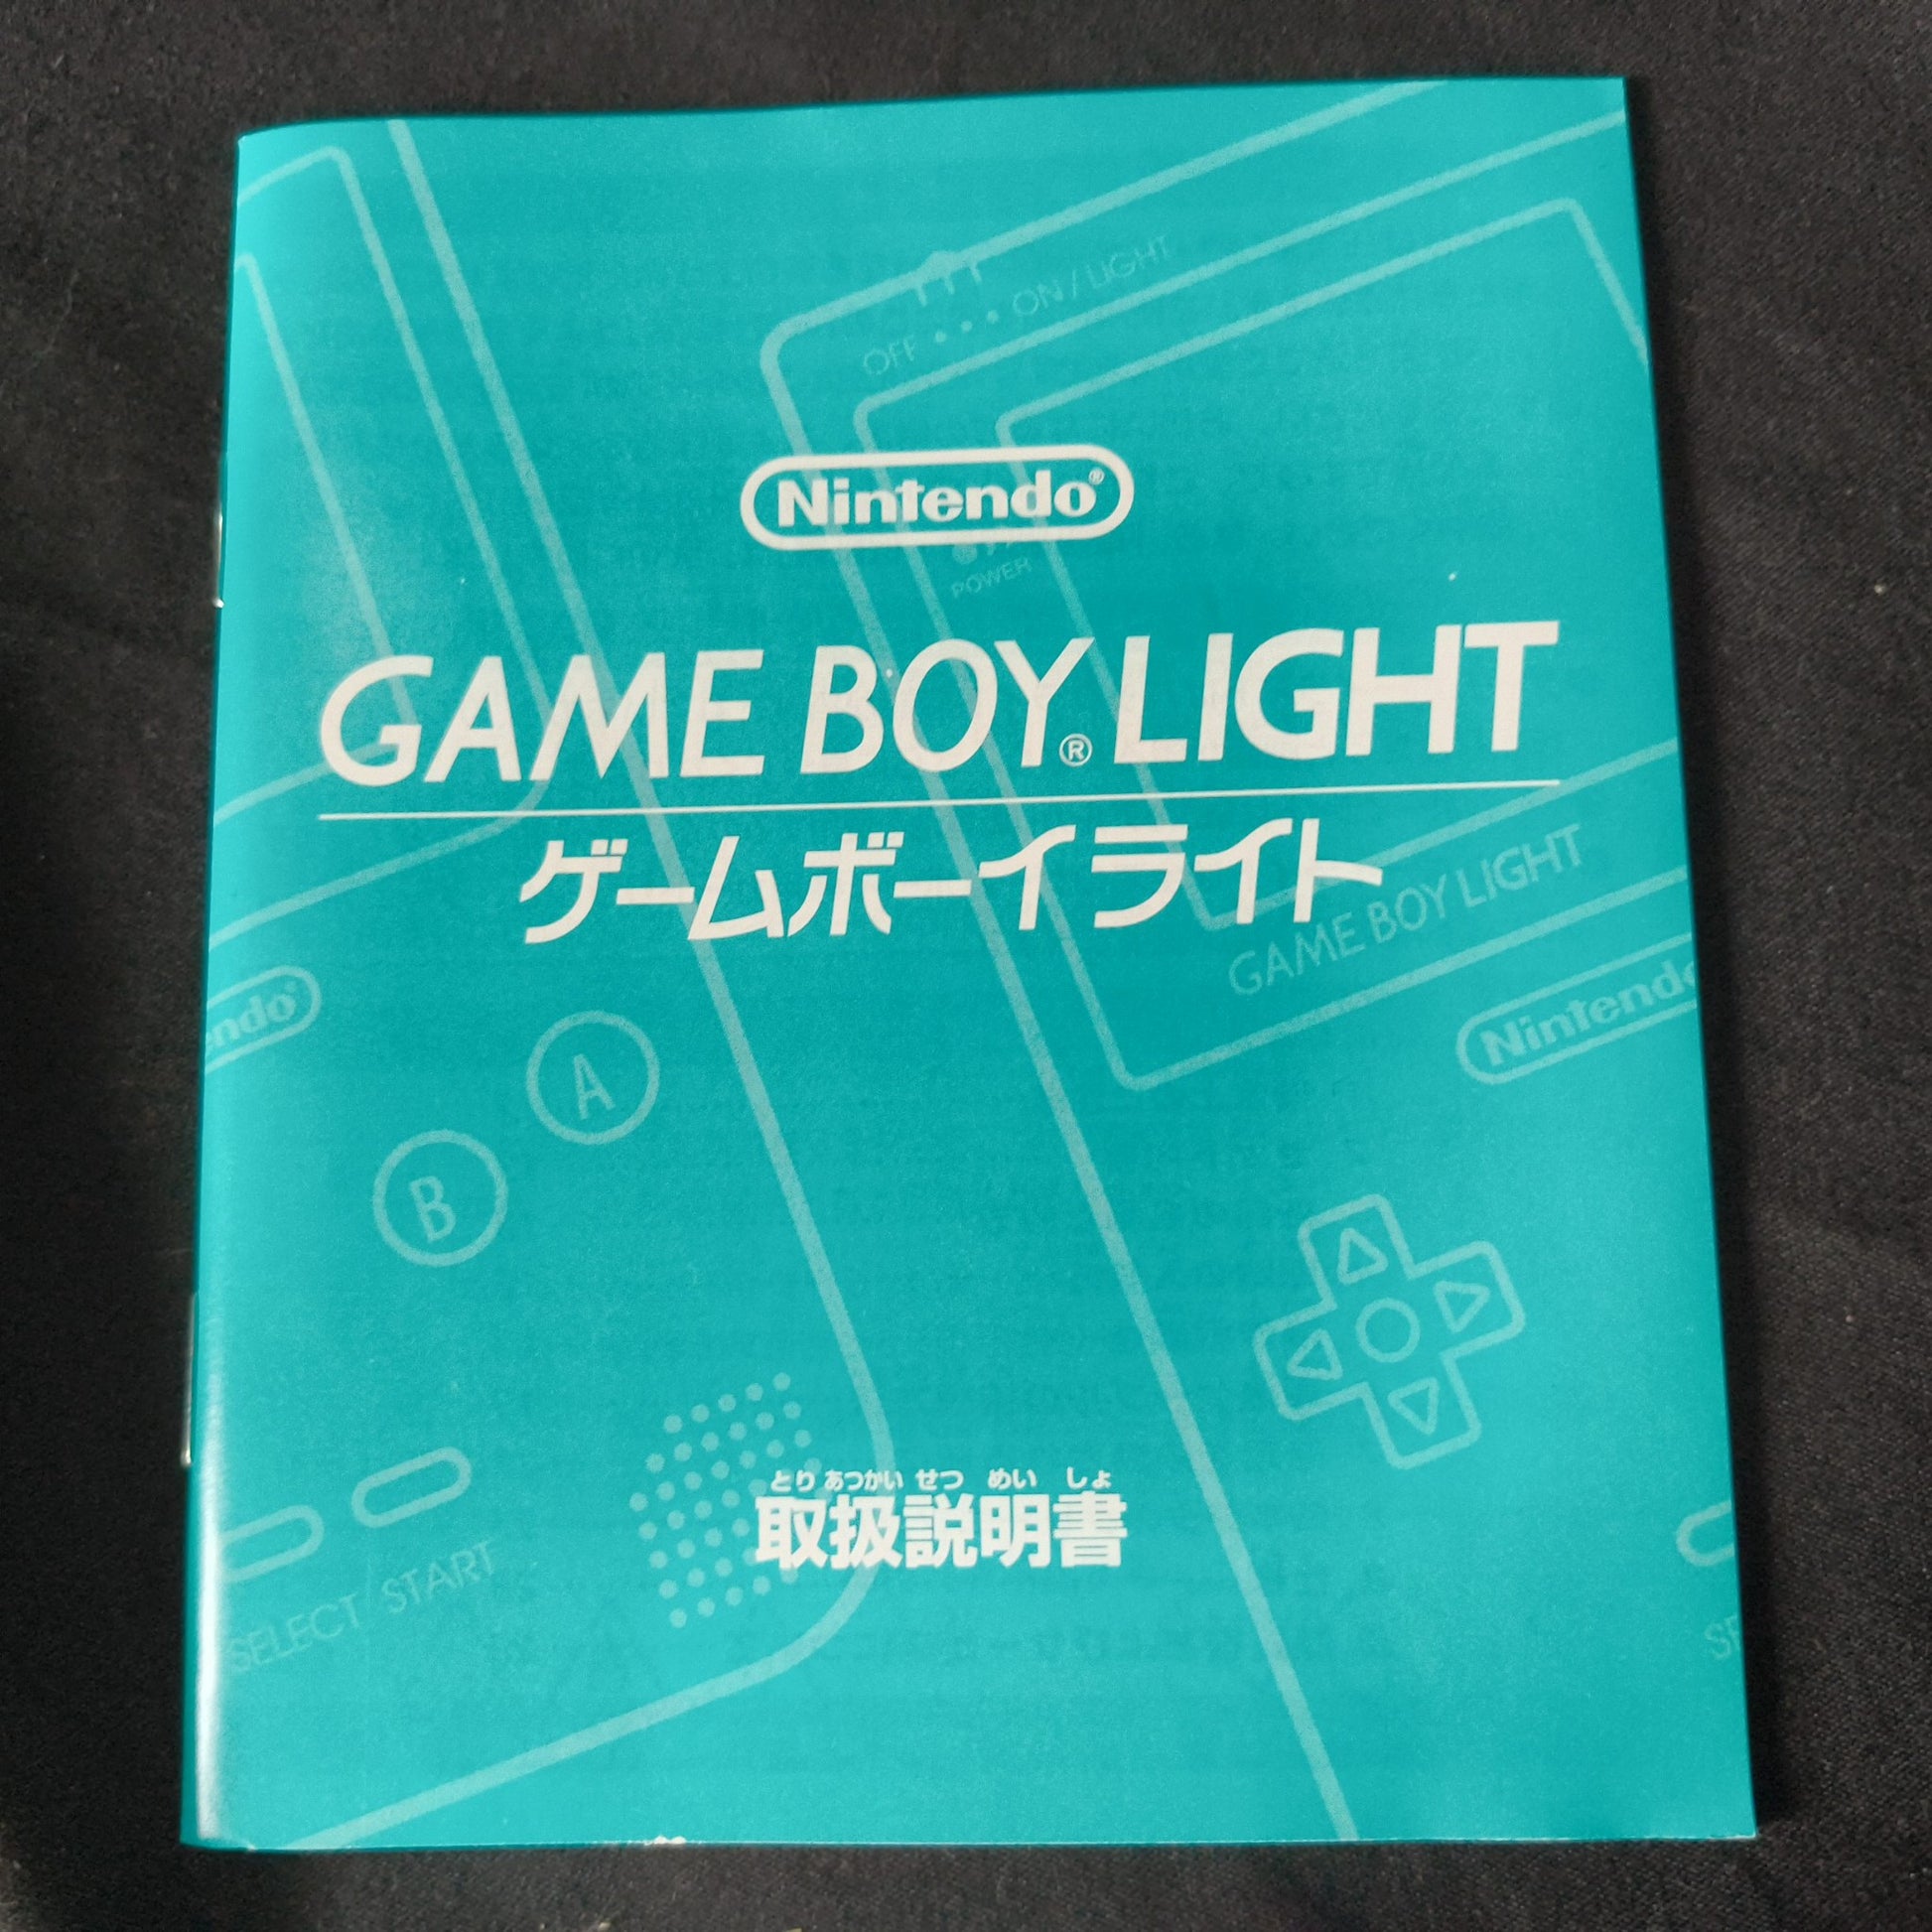 OFF ••• ON / LIGHT
Nintendo®
POWER
GAME BOY® LIGHT
ゲームボーイライト
GAME BOY LIGHT
Nintendo
endo®
A
B
とりあつかいせつめいしょ
取扱説明書
SELECT / START